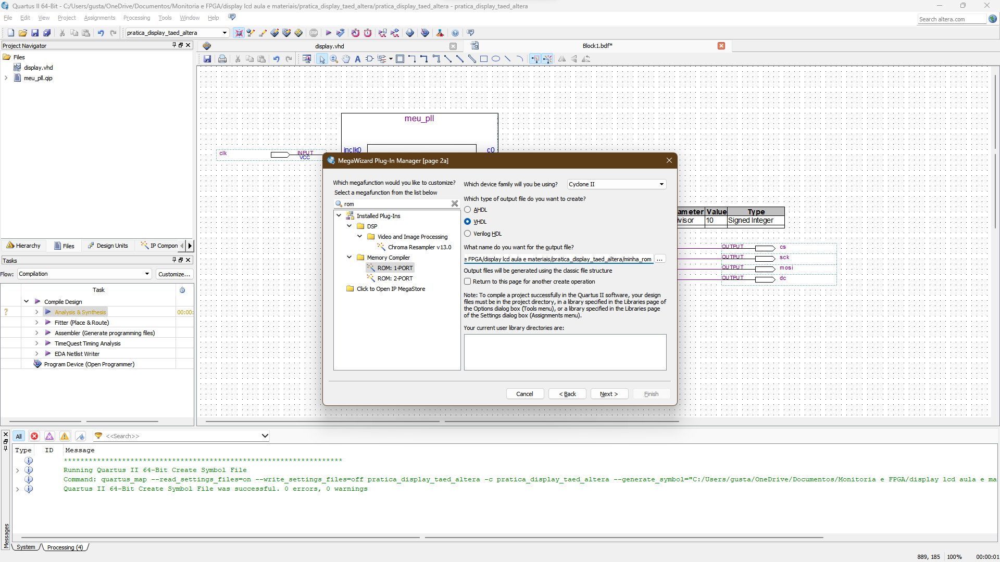 Quartus II 64-Bit - C:/Users/gusta/OneDrive/Documentos/Monitoria e FPGA/display lcd aula e materiais/pratica_display_taed_altera/pratica_display_taed_altera - pratica_display_taed_altera
File Edit View Project Assignments Processing Tools Window Help
Search altera.com
pratica_display_taed_altera
Project Navigator
display.vhd
Block1.bdf*
Files
display.vhd
meu_pll.qip
Hierarchy Files Design Units IP Compon
Tasks
Flow: Compilation Customize...
Task
Compile Design
Analysis & Synthesis 00:00:
Fitter (Place & Route)
Assembler (Generate programming files)
TimeQuest Timing Analysis
EDA Netlist Writer
Program Device (Open Programmer)
meu_pll
inclk0 c0
clk INPUT
VCC
ameter Value Type
ivisor 10 Signed Integer
OUTPUT cs
OUTPUT sck
OUTPUT mosi
OUTPUT dc
MegaWizard Plug-In Manager [page 2a]
Which megafunction would you like to customize?
Select a megafunction from the list below
rom
Installed Plug-Ins
DSP
Video and Image Processing
Chroma Resampler v13.0
Memory Compiler
ROM: 1-PORT
ROM: 2-PORT
Click to Open IP MegaStore
Which device family will you be using? Cyclone II
Which type of output file do you want to create?
AHDL
VHDL
Verilog HDL
What name do you want for the output file?
e FPGA/display lcd aula e materiais/pratica_display_taed_altera/minha_rom ...
Output files will be generated using the classic file structure
Return to this page for another create operation
Note: To compile a project successfully in the Quartus II software, your design
files must be in the project directory, in a library specified in the Libraries page of
the Options dialog box (Tools menu), or a library specified in the Libraries page
of the Settings dialog box (Assignments menu).
Your current user library directories are:
Cancel < Back Next > Finish
All <<Search>>
Type ID Message
*******************************************************************
Running Quartus II 64-Bit Create Symbol File
Command: quartus_map --read_settings_files=on --write_settings_files=off pratica_display_taed_altera -c pratica_display_taed_altera --generate_symbol="C:/Users/gusta/OneDrive/Documentos/Monitoria e FPGA/display lcd aula e ma
Quartus II 64-Bit Create Symbol File was successful. 0 errors, 0 warnings
Messages
System Processing (4)
889, 185 100% 00:00:01